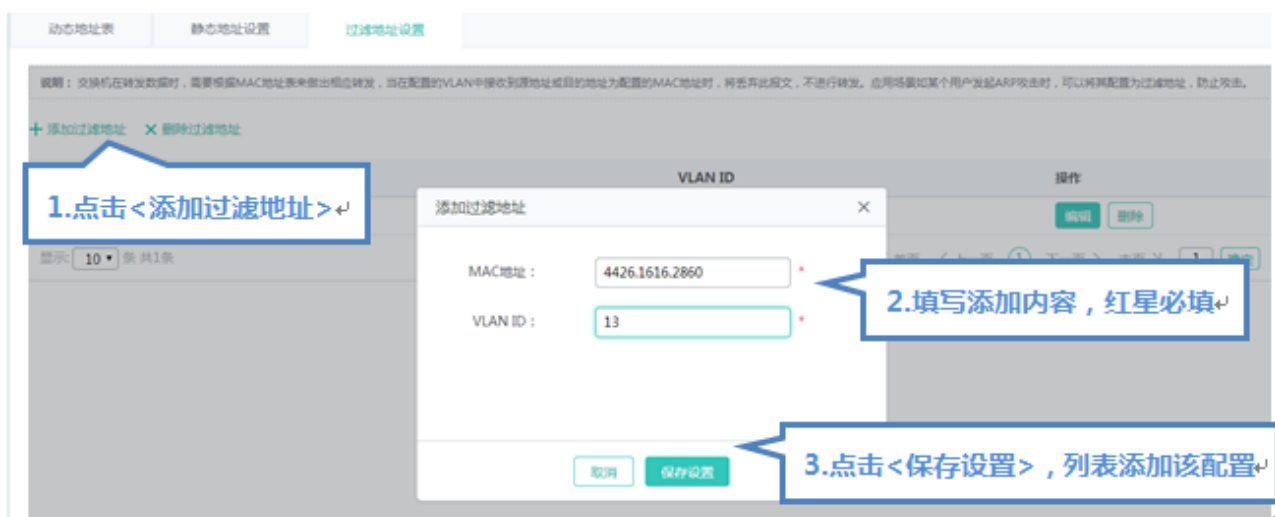 动态地址表 静态地址设置 过滤地址设置
说明：交换机在转发数据时，需要根据MAC地址表来做出相应转发，当在配置的VLAN中接收到源地址或目的地址为配置的MAC地址时，将丢弃此报文，不进行转发。应用场景如某个用户发起ARP攻击时，可以将其配置为过滤地址，防止攻击。
+ 添加过滤地址 X 删除过滤地址
VLAN ID 操作
1.点击<添加过滤地址>↵
添加过滤地址 ×
编辑 删除
显示: 10 条 共1条
1 下一页 1
MAC地址： 4426.1616.2860 *
2.填写添加内容，红星必填↵
VLAN ID： 13 *
3.点击<保存设置>，列表添加该配置↵
取消 保存设置